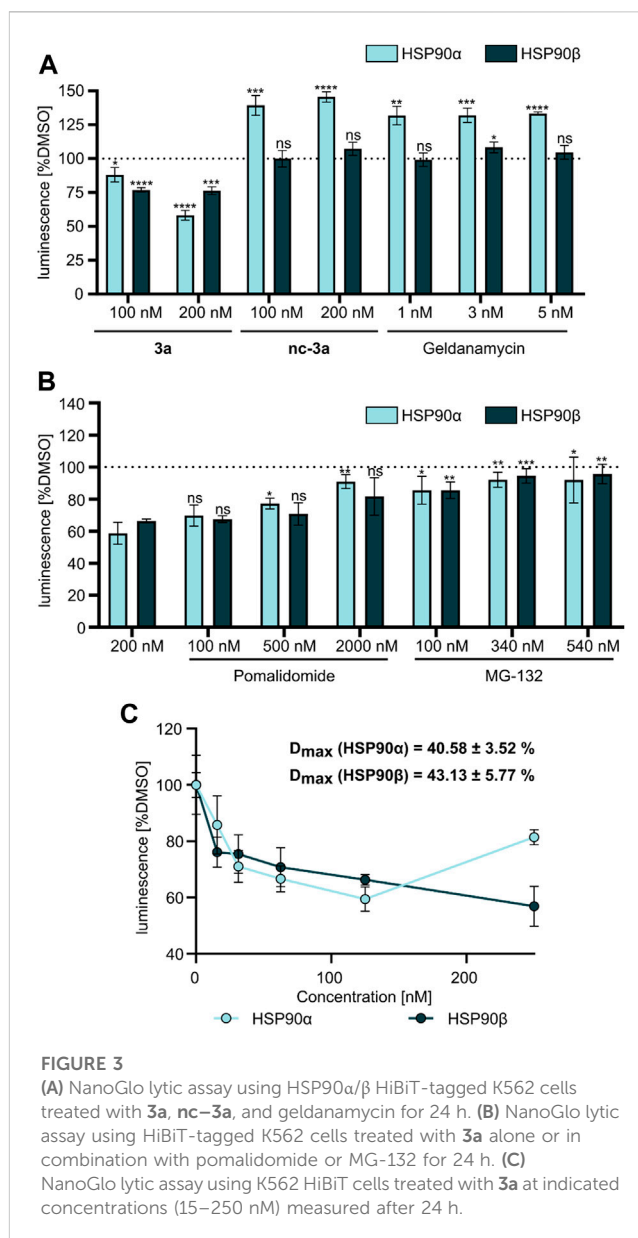 A
HSP90α HSP90β
luminescence [%DMSO]
150
125
100
75
50
25
0
* **** **** *** *** ns **** ns ** ns *** * **** ns
100 nM 200 nM 100 nM 200 nM 1 nM 3 nM 5 nM
3a nc-3a Geldanamycin
B
HSP90α HSP90β
luminescence [%DMSO]
140
120
100
80
60
40
20
0
ns ns * ns ** ns * ** ** *** * **
200 nM 100 nM 500 nM 2000 nM 100 nM 340 nM 540 nM
Pomalidomide MG-132
C
luminescence [%DMSO]
120
100
80
60
40
Dmax (HSP90α) = 40.58 ± 3.52 %
Dmax (HSP90β) = 43.13 ± 5.77 %
0 100 200
Concentration [nM]
HSP90α HSP90β
FIGURE 3
(A) NanoGlo lytic assay using HSP90α/β HiBiT-tagged K562 cells
treated with 3a, nc–3a, and geldanamycin for 24 h. (B) NanoGlo lytic
assay using HiBiT-tagged K562 cells treated with 3a alone or in
combination with pomalidomide or MG-132 for 24 h. (C)
NanoGlo lytic assay using K562 HiBiT cells treated with 3a at indicated
concentrations (15–250 nM) measured after 24 h.